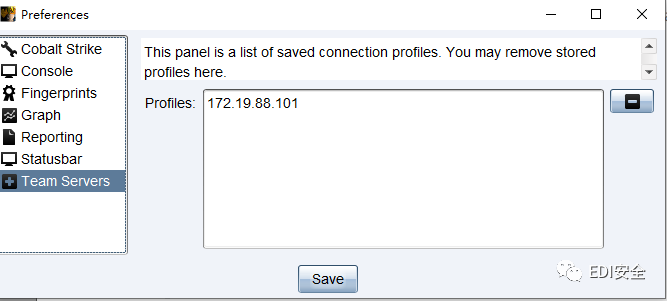 Preferences
Cobalt Strike
Console
Fingerprints
Graph
Reporting
Statusbar
Team Servers
This panel is a list of saved connection profiles. You may remove stored
profiles here.
Profiles:
172.19.88.101
Save
EDI安全